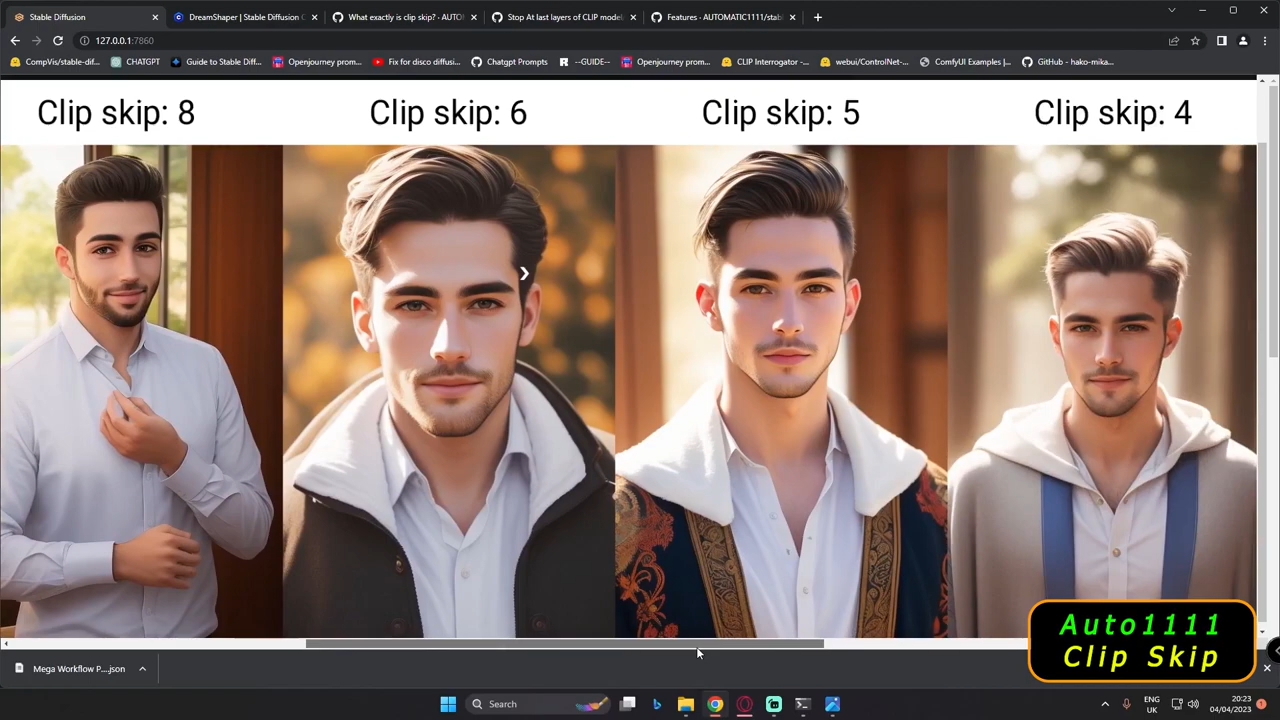 Stable Diffusion
DreamShaper | Stable Diffusion C
What exactly is clip skip? · AUTO
Stop At last layers of CLIP model
Features · AUTOMATIC1111/stab
127.0.0.1:7860
CompVis/stable-dif...
CHATGPT
Guide to Stable Diff...
Openjourney prom...
Fix for disco diffusi...
Chatgpt Prompts
--GUIDE--
Openjourney prom...
CLIP Interrogator -...
webui/ControlNet-...
ComfyUI Examples |...
GitHub - hako-mika...
Clip skip: 8
Clip skip: 6
Clip skip: 5
Clip skip: 4
Auto1111
Clip Skip
Mega Workflow P....json
Search
ENG
UK
20:23
04/04/2023
1